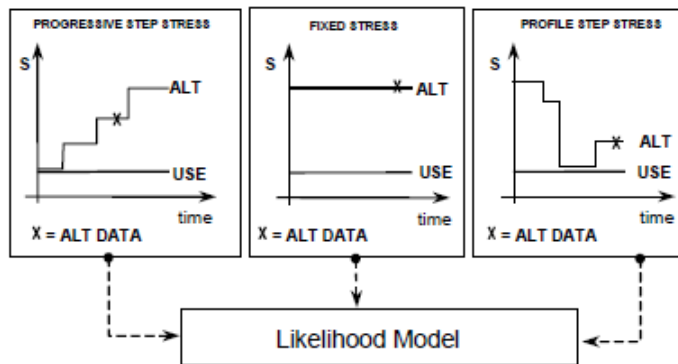 PROGRESSIVE STEP STRESS
S
ALT
X
USE
time
X = ALT DATA
FIXED STRESS
S
X
ALT
USE
time
X = ALT DATA
PROFILE STEP STRESS
S
X
ALT
USE
time
X = ALT DATA
Likelihood Model